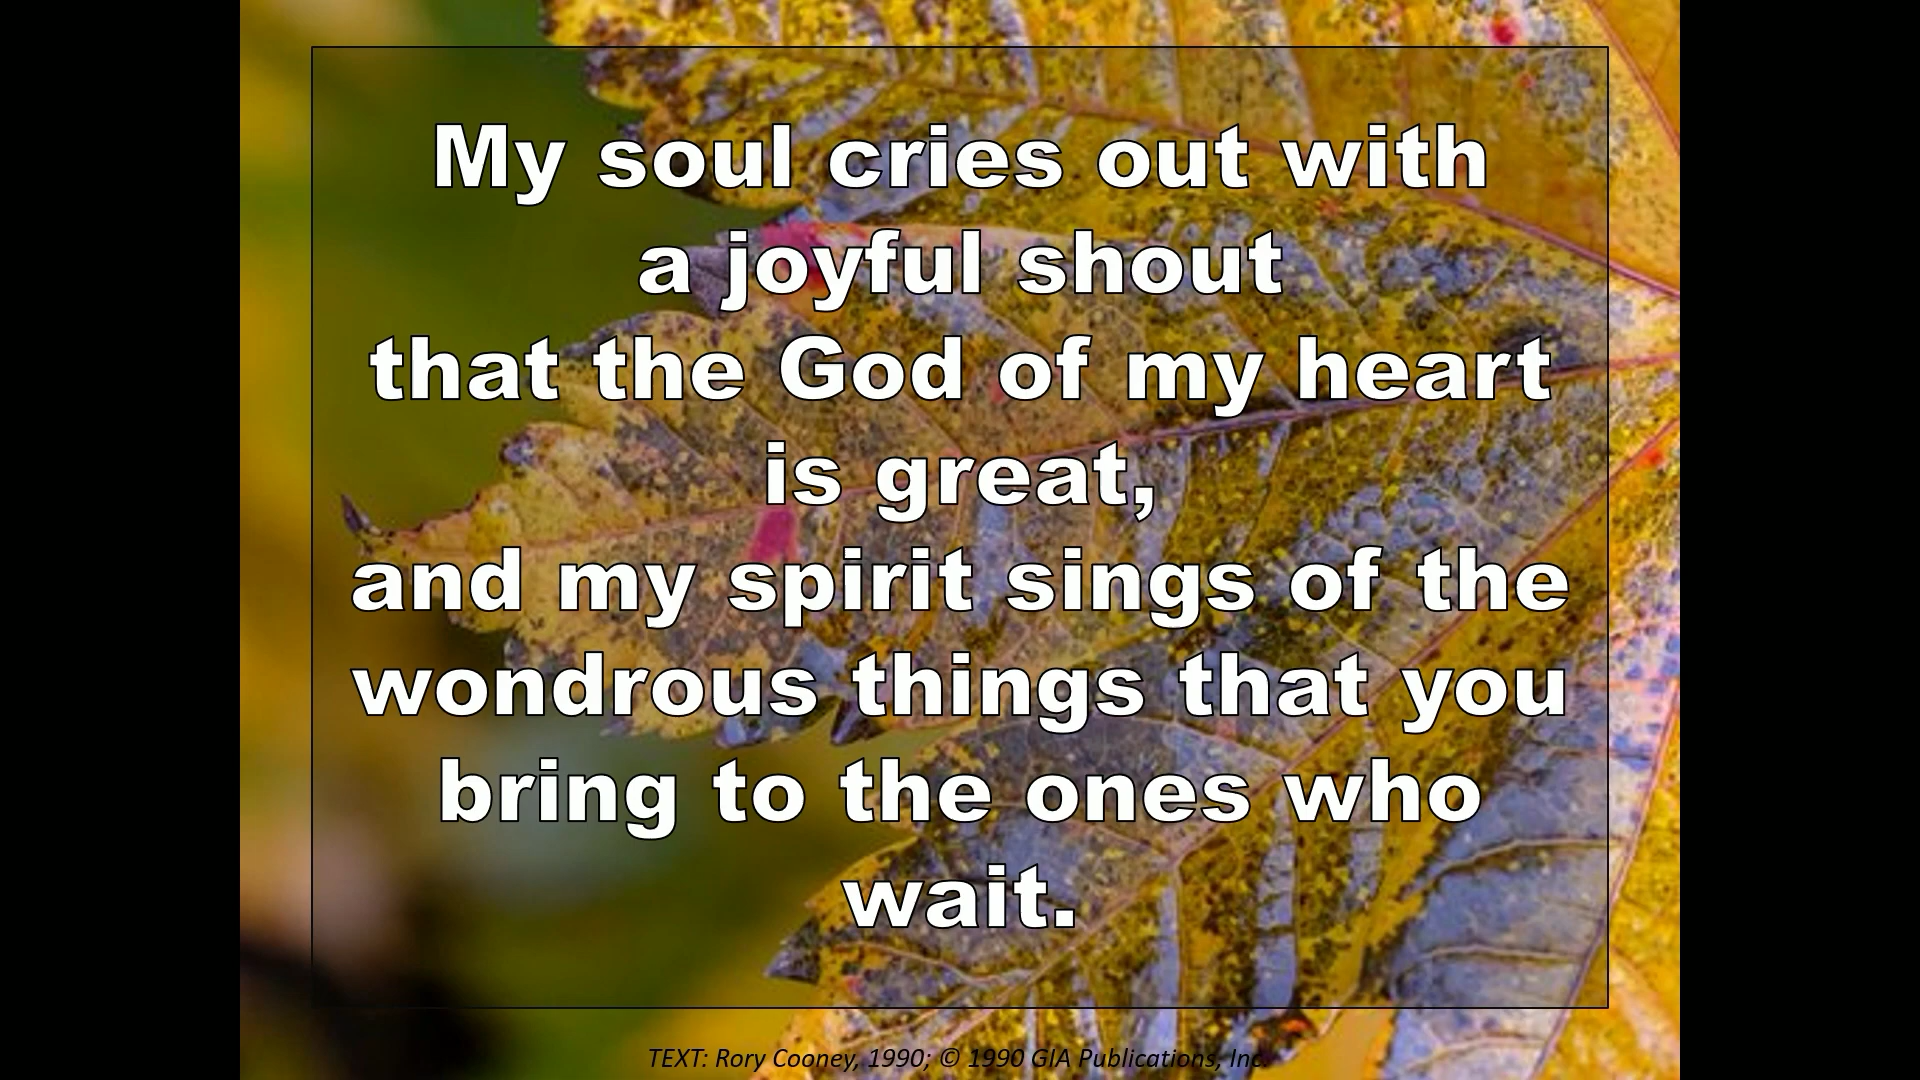 My soul cries out with
a joyful shout
that the God of my heart
is great,
and my spirit sings of the
wondrous things that you
bring to the ones who
wait.
TEXT: Rory Cooney, 1990; © 1990 GIA Publications, Inc.